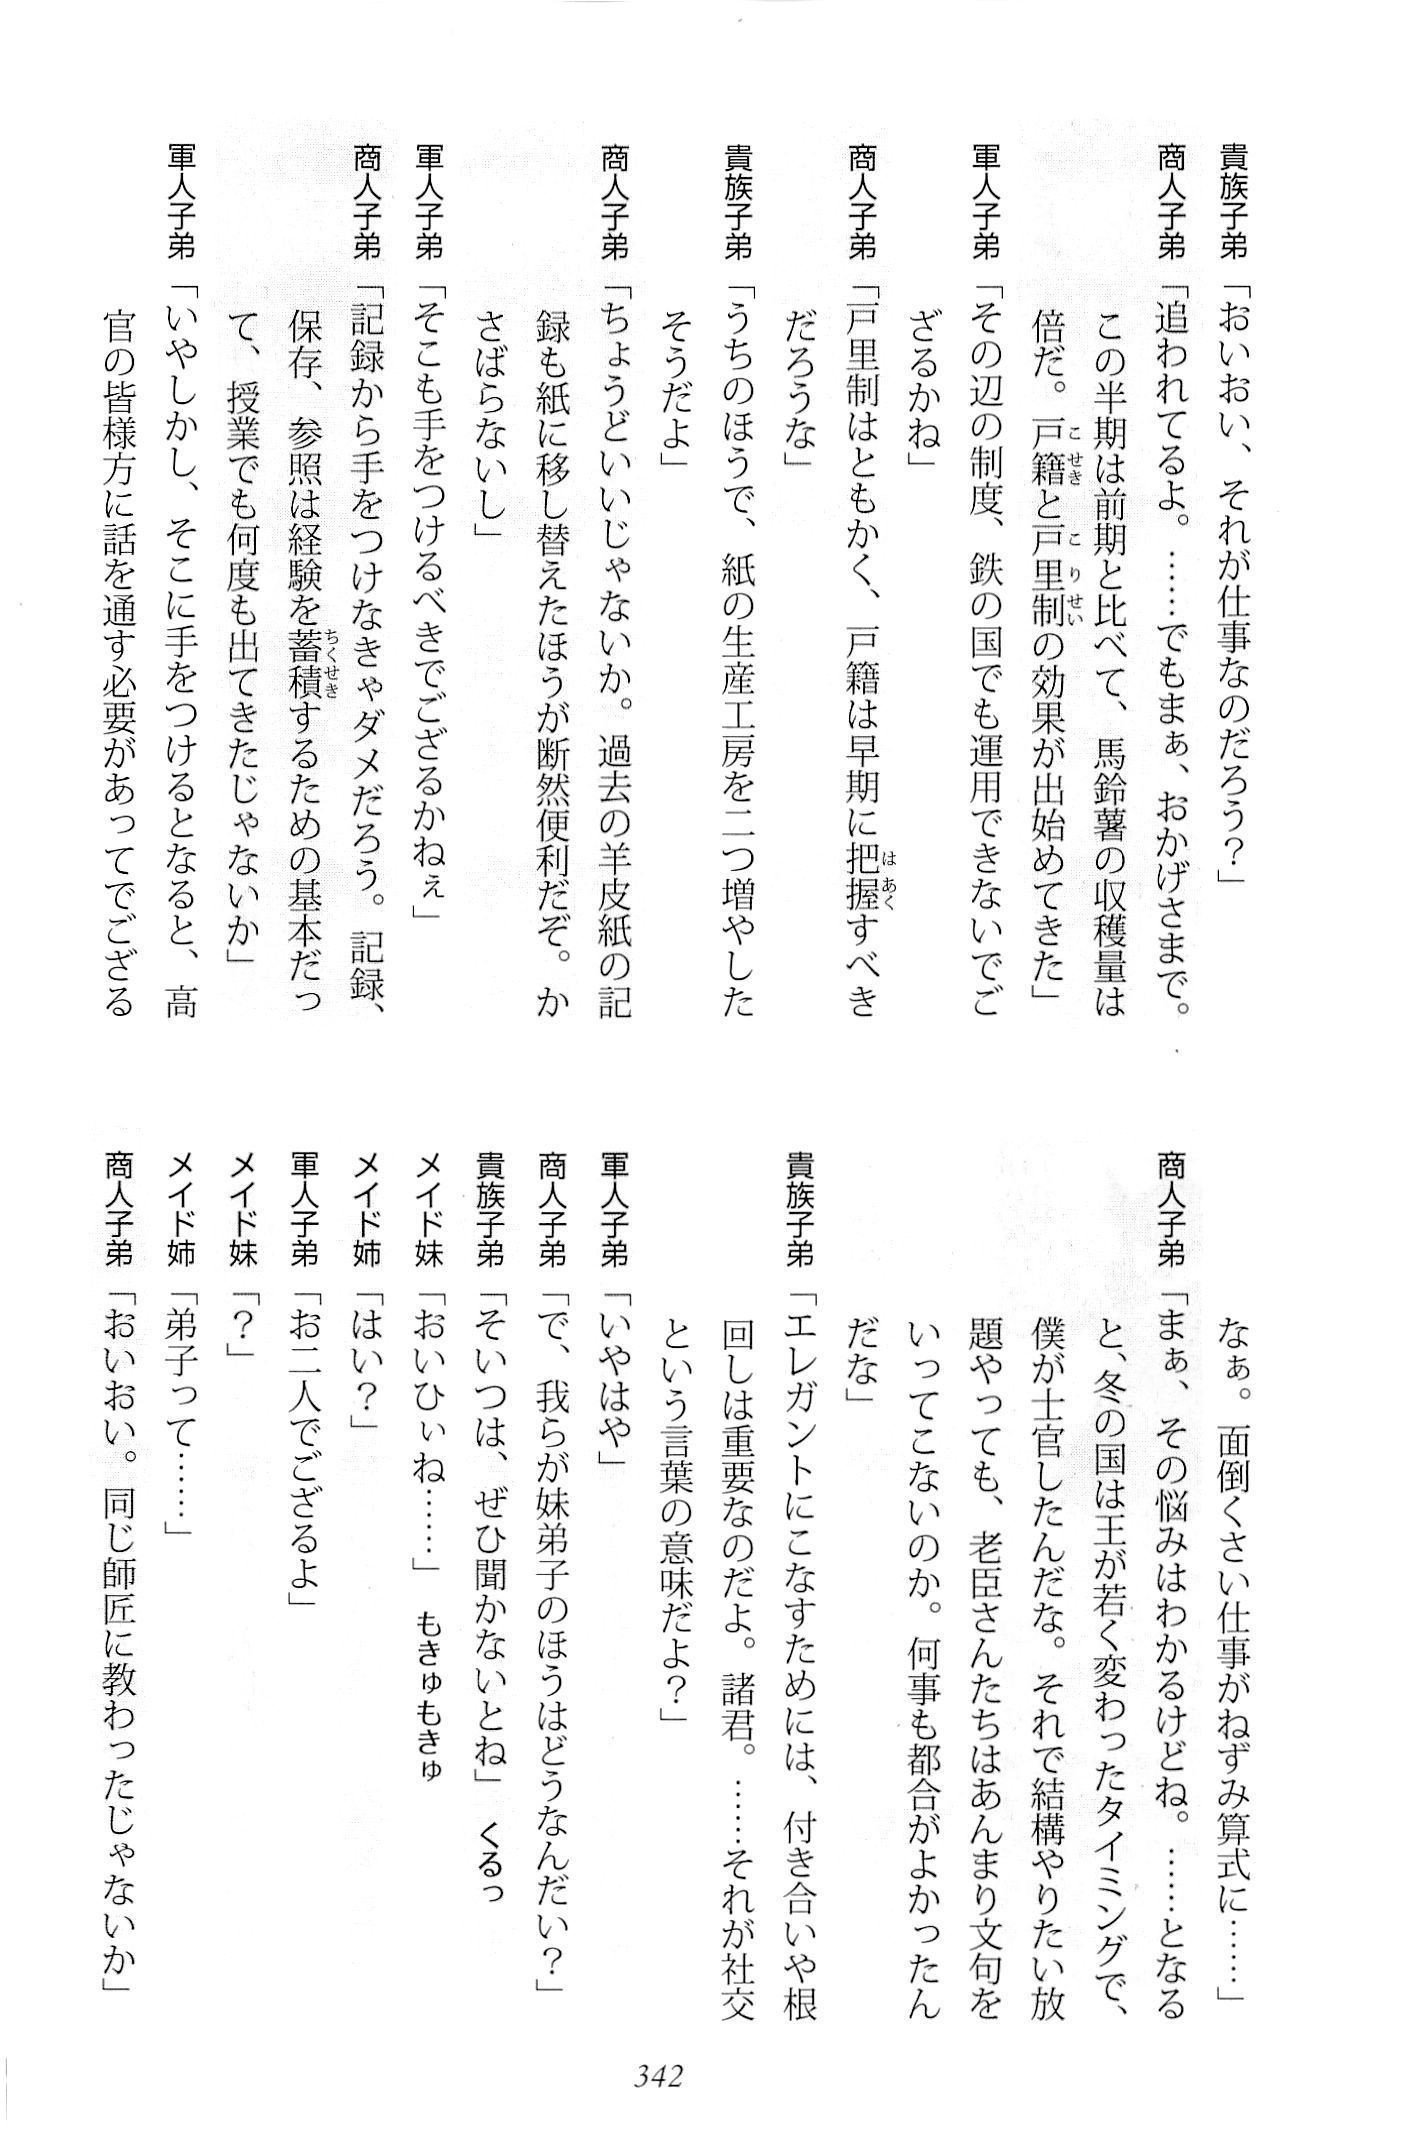 貴族子弟「おいおい、それが仕事なのだろう？」
商人子弟「追われてるよ。……でもまぁ、おかげさまで。
この半期は前期と比べて、馬鈴薯の収穫量は
倍だ。戸籍と戸里制の効果が出始めてきた」
軍人子弟「その辺の制度、鉄の国でも運用できないでご
ざるかね」
商人子弟「戸里制はともかく、戸籍は早期に把握すべき
だろうな」
貴族子弟「うちのほうで、紙の生産工房を二つ増やした
そうだよ」
商人子弟「ちょうどいいじゃないか。過去の羊皮紙の記
録も紙に移し替えたほうが断然便利だぞ。か
さばらないし」
軍人子弟「そこも手をつけるべきでござるかねぇ」
商人子弟「記録から手をつけなきゃダメだろう。記録、
保存、参照は経験を蓄積するための基本だっ
て、授業でも何度も出てきたじゃないか」
軍人子弟「いやしかし、そこに手をつけるとなると、高
官の皆様方に話を通す必要があってでござる
なぁ。面倒くさい仕事がねずみ算式に……」
商人子弟「まぁ、その悩みはわかるけどね。……となる
と、冬の国は王が若く変わったタイミングで、
僕が士官したんだな。それで結構やりたい放
題やっても、老臣さんたちはあんまり文句を
いってこないのか。何事も都合がよかったん
だな」
貴族子弟「エレガントにこなすためには、付き合いや根
回しは重要なのだよ。諸君。……それが社交
という言葉の意味だよ？」
軍人子弟「いやはや」
商人子弟「で、我らが妹弟子のほうはどうなんだい？」
貴族子弟「そいつは、ぜひ聞かないとね」 くるっ
メイド妹「おいひぃね……」 もきゅもきゅ
メイド姉「はい？」
軍人子弟「お二人でござるよ」
メイド妹「？」
メイド姉「弟子って……」
商人子弟「おいおい。同じ師匠に教わったじゃないか」
342